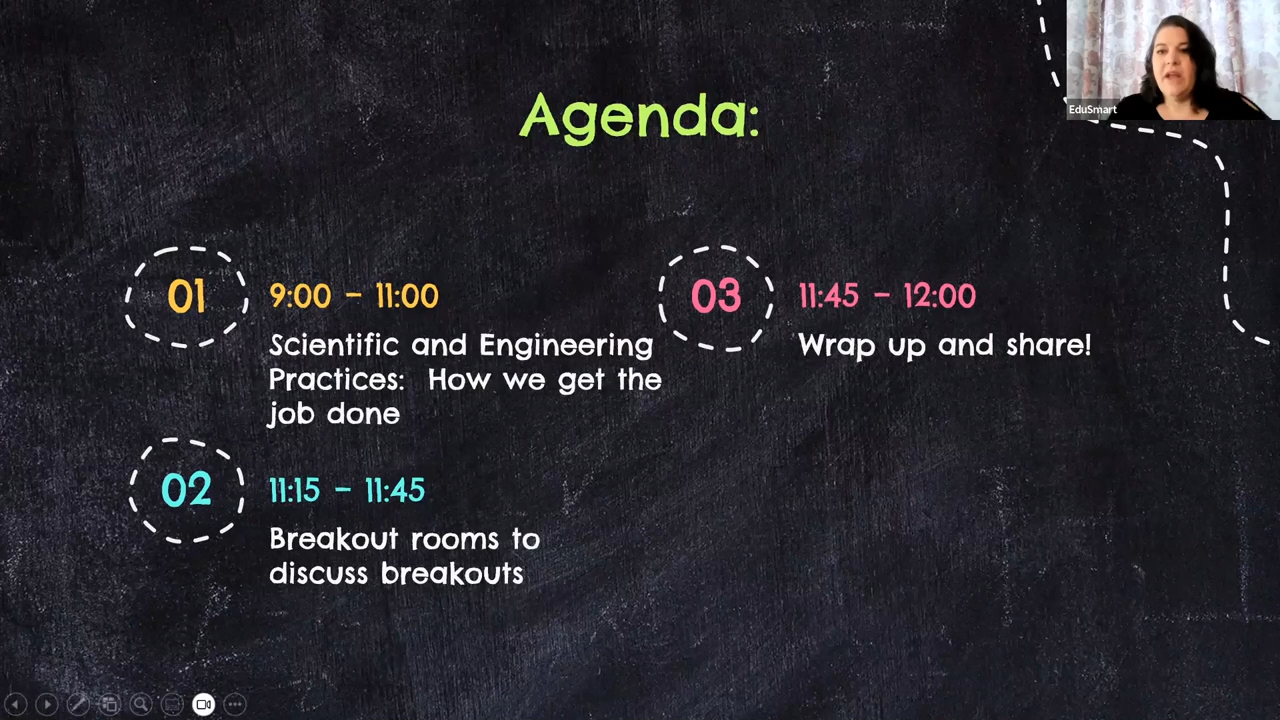 Agenda:
EduSmart
01
9:00 – 11:00
Scientific and Engineering
Practices:  How we get the
job done
02
11:15 – 11:45
Breakout rooms to
discuss breakouts
03
11:45 – 12:00
Wrap up and share!